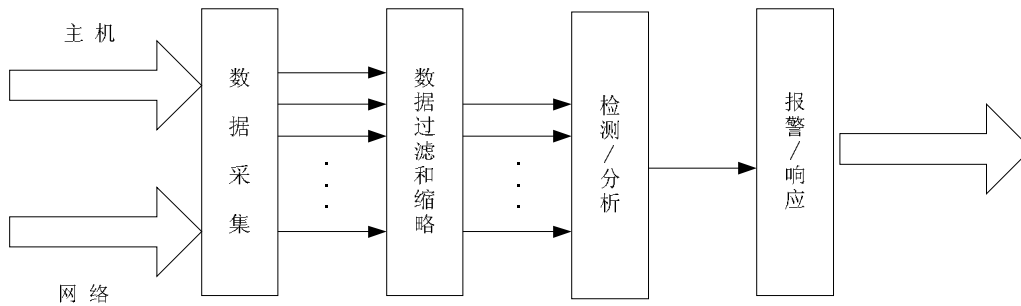 主 机
网 络
数据采集
数据过滤和缩略
检测/分析
报警/响应